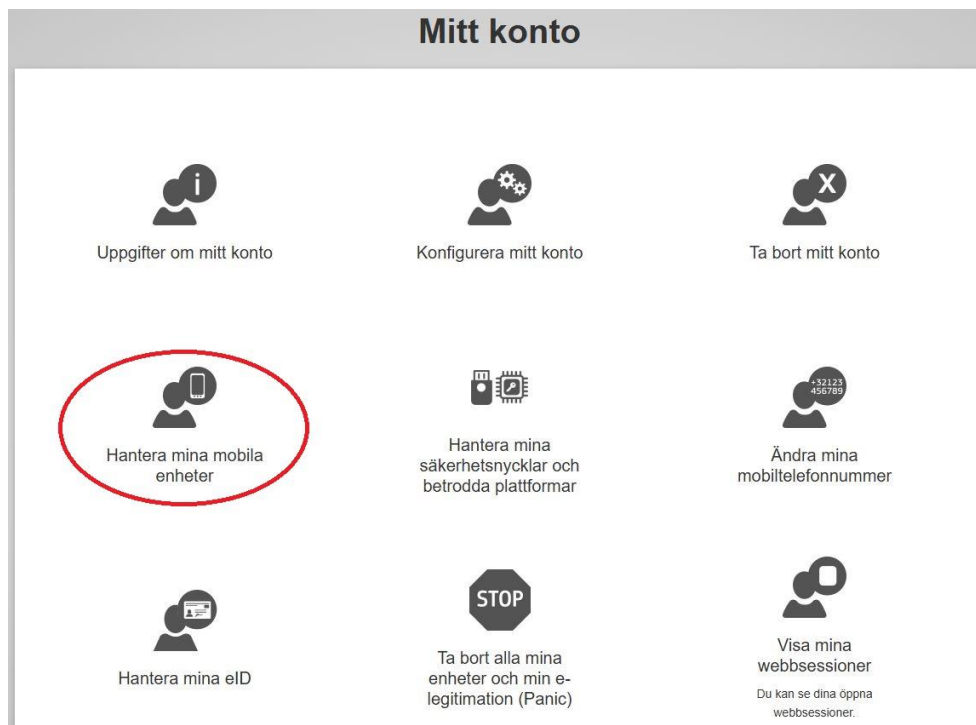 Mitt konto
i
X
Uppgifter om mitt konto
Konfigurera mitt konto
Ta bort mitt konto
+32123
456789
Hantera mina mobila
enheter
Hantera mina
säkerhetsnycklar och
betrodda plattformar
Ändra mina
mobiltelefonnummer
STOP
Hantera mina eID
Ta bort alla mina
enheter och min e-
legitimation (Panic)
Visa mina
webbsessioner
Du kan se dina öppna
webbsessioner.